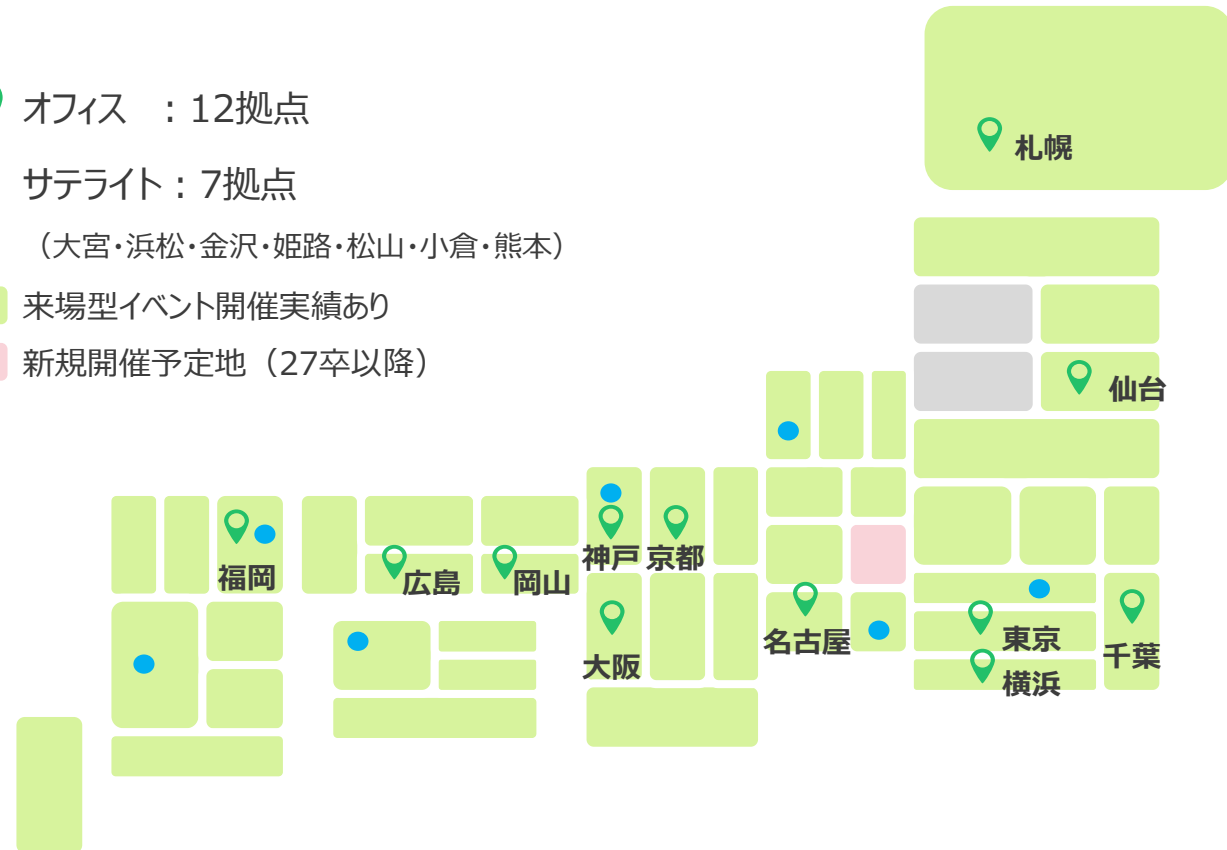 オフィス ：12拠点
サテライト：7拠点
（大宮・浜松・金沢・姫路・松山・小倉・熊本）
来場型イベント開催実績あり
新規開催予定地（27卒以降）
札幌
仙台
神戸
京都
福岡
広島
岡山
名古屋
東京
千葉
大阪
横浜